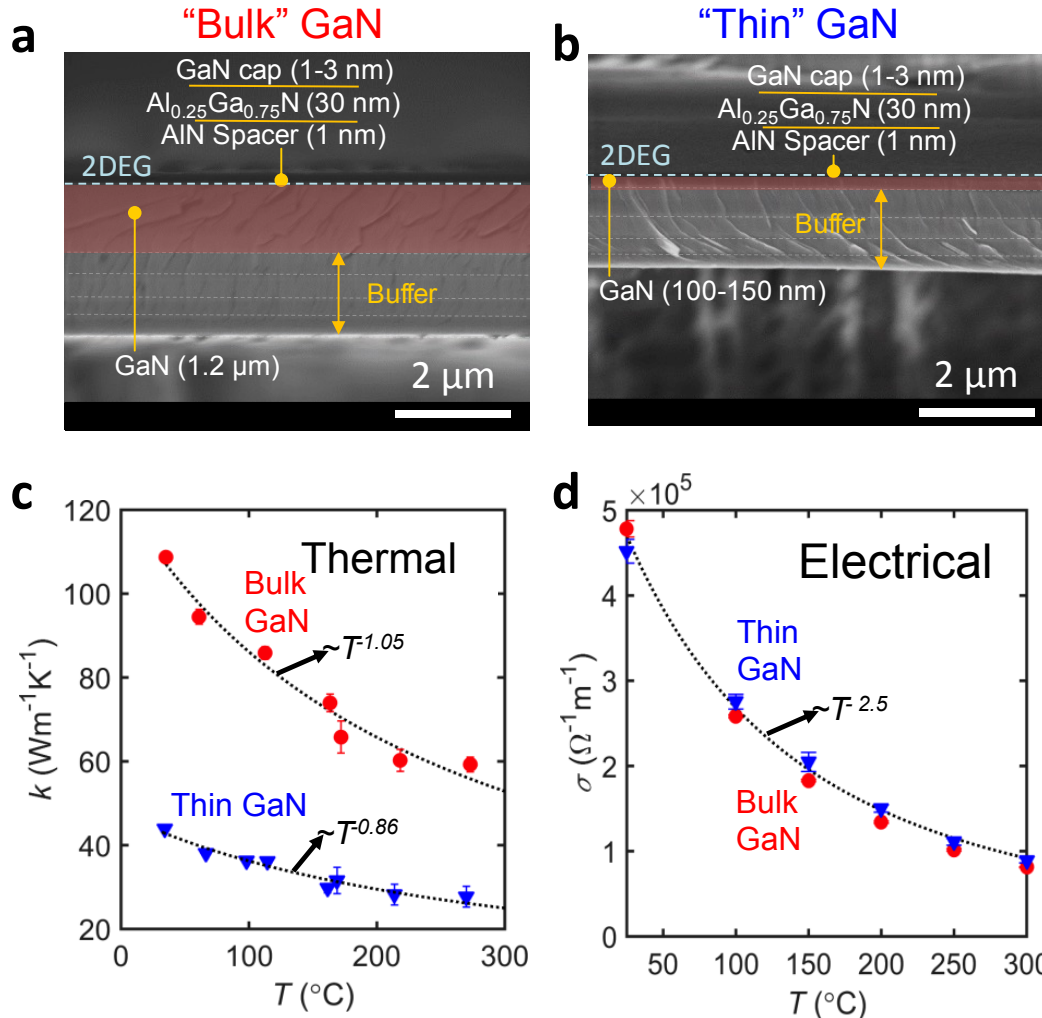 a
"Bulk" GaN
GaN cap (1-3 nm)
Al0.25Ga0.75N (30 nm)
AlN Spacer (1 nm)
2DEG
Buffer
GaN (1.2 μm)
2 μm
b
"Thin" GaN
GaN cap (1-3 nm)
Al0.25Ga0.75N (30 nm)
AlN Spacer (1 nm)
2DEG
Buffer
GaN (100-150 nm)
2 μm
c
Thermal
Bulk
GaN
~T-1.05
Thin GaN
~T-0.86
k (Wm-1K-1)
120
100
80
60
40
20
0
100
200
300
T (°C)
d
×10^5
Electrical
Thin
GaN
~T- 2.5
Bulk
GaN
σ (Ω-1m-1)
5
4
3
2
1
0
50
100
150
200
250
300
T (°C)